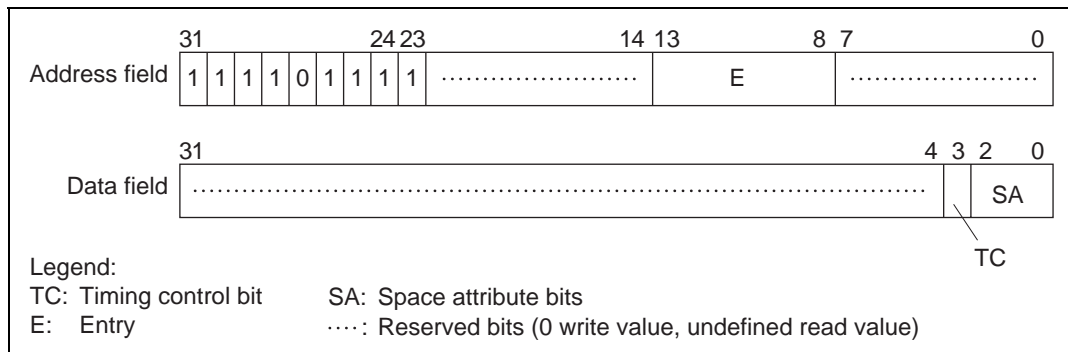 31 24 23 14 13 8 7 0
Address field 1 1 1 1 0 1 1 1 1 ...................... E ......................
31 4 3 2 0
Data field .................................................................................... SA
TC
Legend:
TC: Timing control bit SA: Space attribute bits
E: Entry ····: Reserved bits (0 write value, undefined read value)